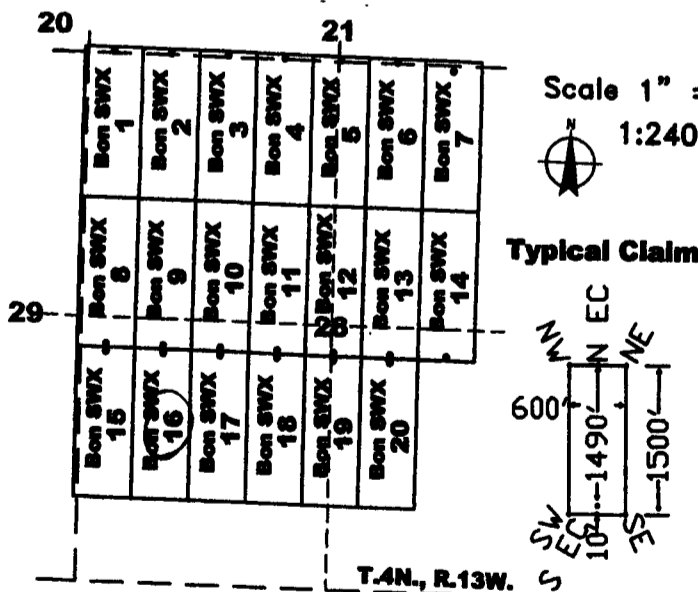 20
21
Scale 1" =
1:240
N
Bon SWX 1
Bon SWX 2
Bon SWX 3
Bon SWX 4
Bon SWX 5
Bon SWX 6
Bon SWX 7
Typical Claim
Bon SWX 8
Bon SWX 9
Bon SWX 10
Bon SWX 11
Bon SWX 12
Bon SWX 13
Bon SWX 14
29
28
Bon SWX 15
Bon SWX 16
Bon SWX 17
Bon SWX 18
Bon SWX 19
Bon SWX 20
NW
N EC
NE
600'
1490'
1500'
SW
S EC
10'
SE
T.4N., R.13W.